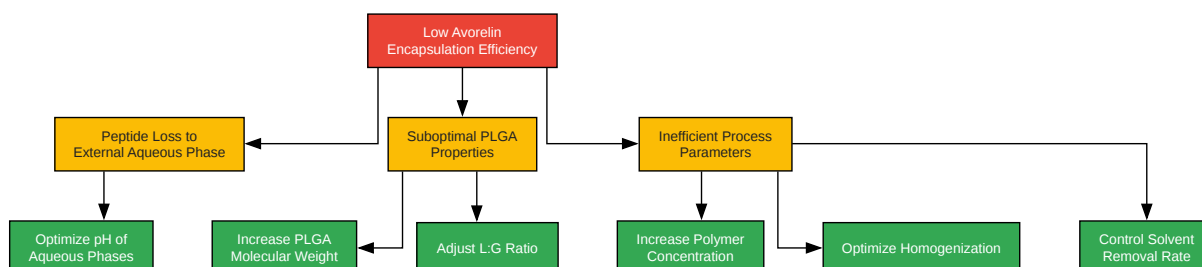 Low Avorelin
Encapsulation Efficiency
Peptide Loss to
External Aqueous Phase
Suboptimal PLGA
Properties
Inefficient Process
Parameters
Optimize pH of
Aqueous Phases
Increase PLGA
Molecular Weight
Adjust L:G Ratio
Increase Polymer
Concentration
Optimize Homogenization
Control Solvent
Removal Rate